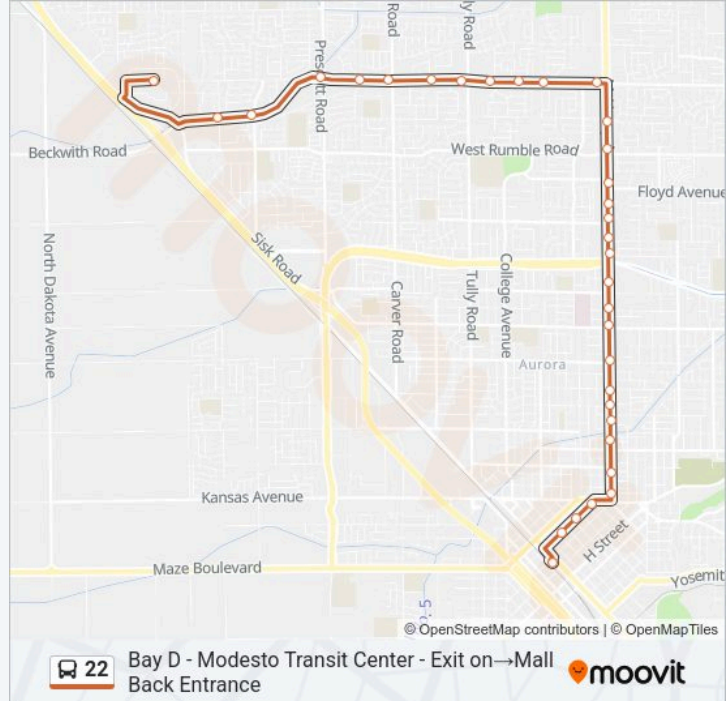 Road
ly Road
Prescott Road
Beckwith Road
West Rumble Road
Floyd Avenue
North Dakota Avenue
Sisk Road
Carver Road
Tully Road
College Avenue
Aurora
Kansas Avenue
H Street
Maze Boulevard
Yosemit
© OpenStreetMap contributors | © OpenMapTiles
22
Bay D - Modesto Transit Center - Exit on→Mall
Back Entrance
moovit